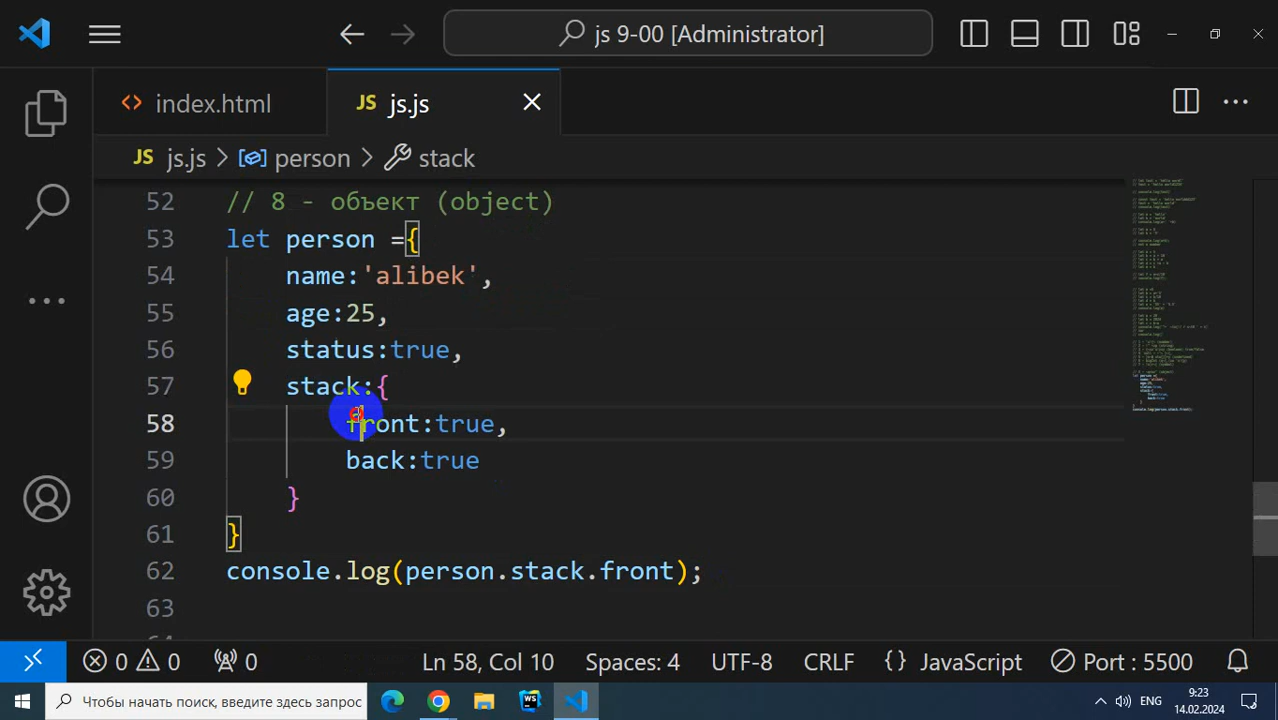 js 9-00 [Administrator]
index.html
JS js.js
JS js.js > person > stack
52 // 8 - объект (object)
53 let person ={
54 name:'alibek',
55 age:25,
56 status:true,
57 stack:{
58 front:true,
59 back:true
60 }
61 }
62 console.log(person.stack.front);
63
0 0 0 Ln 58, Col 10 Spaces: 4 UTF-8 CRLF {} JavaScript Port : 5500
Чтобы начать поиск, введите здесь запрос
WS
ENG
9:23
14.02.2024